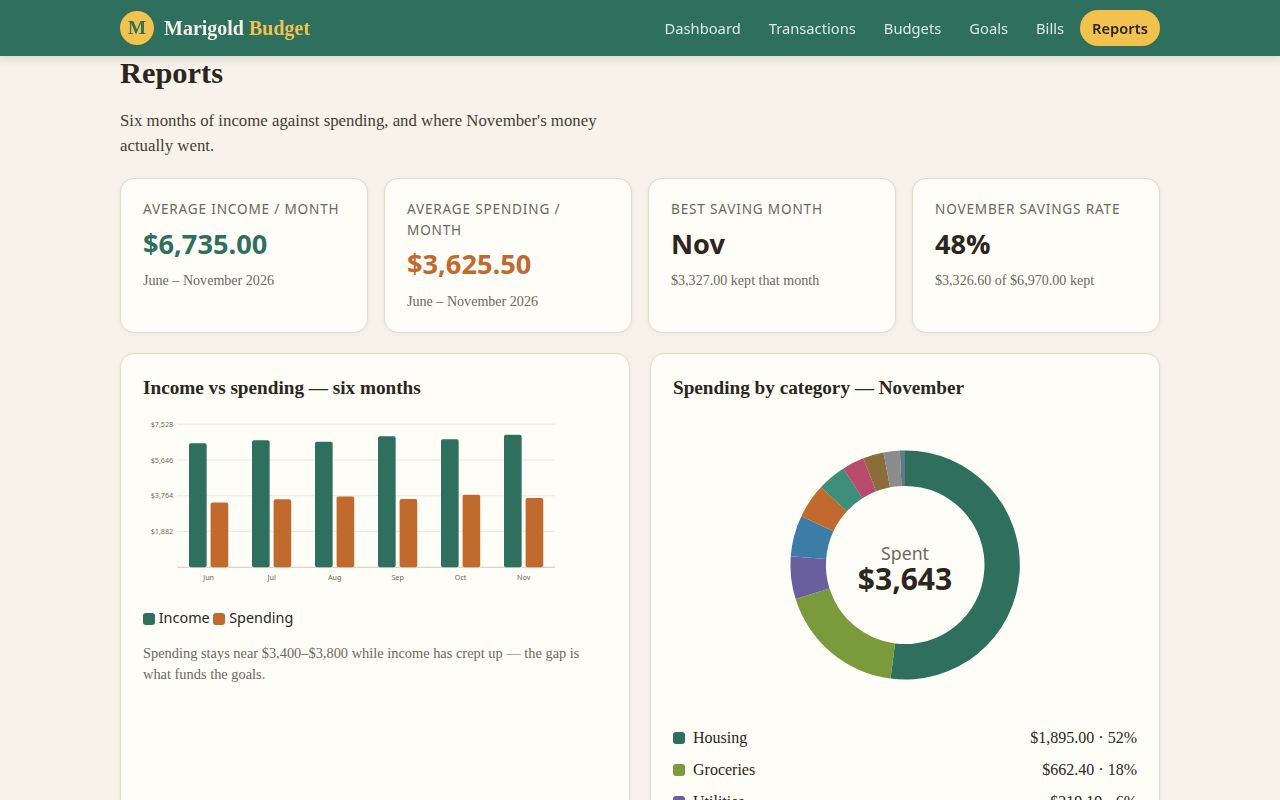 M
Marigold Budget
Dashboard
Transactions
Budgets
Goals
Bills
Reports
Reports
Six months of income against spending, and where November's money
actually went.
AVERAGE INCOME / MONTH
$6,735.00
June – November 2026
AVERAGE SPENDING /
MONTH
$3,625.50
June – November 2026
BEST SAVING MONTH
Nov
$3,327.00 kept that month
NOVEMBER SAVINGS RATE
48%
$3,326.60 of $6,970.00 kept
Income vs spending — six months
$7,528
$5,646
$3,764
$1,882
Jun
Jul
Aug
Sep
Oct
Nov
Income
Spending
Spending stays near $3,400–$3,800 while income has crept up — the gap is
what funds the goals.
Spending by category — November
Spent
$3,643
Housing
$1,895.00 · 52%
Groceries
$662.40 · 18%